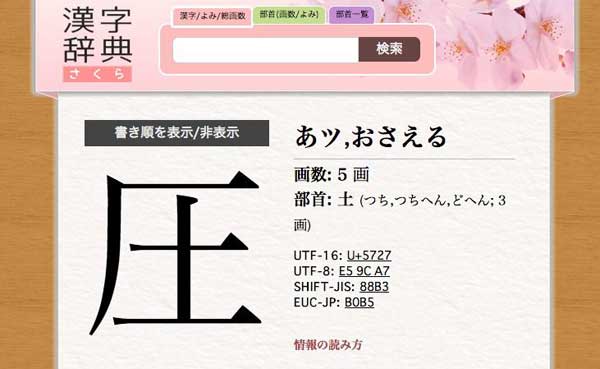 漢字
辞典
さくら
漢字/よみ/総画数
部首(画数/よみ)
部首一覧
検索
書き順を表示/非表示
圧
あツ,おさえる
画数: 5 画
部首: 土 (つち,つちへん,どへん; 3
画)
UTF-16: U+5727
UTF-8: E5 9C A7
SHIFT-JIS: 88B3
EUC-JP: B0B5
情報の読み方